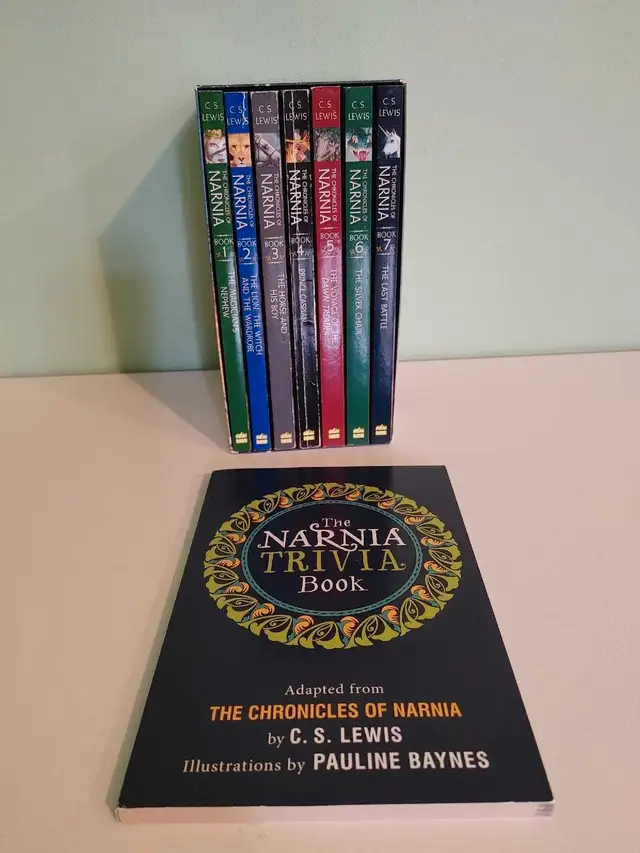 C. S.
LEWIS
THE CHRONICLES OF
NARNIA
BOOK
1
THE MAGICIAN'S
NEPHEW
C. S.
LEWIS
THE CHRONICLES OF
NARNIA
BOOK
2
THE LION, THE WITCH
AND THE WARDROBE
C. S.
LEWIS
THE CHRONICLES OF
NARNIA
BOOK
3
THE HORSE AND
HIS BOY
C. S.
LEWIS
THE CHRONICLES OF
NARNIA
BOOK
4
PRINCE CASPIAN
C. S.
LEWIS
THE CHRONICLES OF
NARNIA
BOOK
5
THE VOYAGE OF THE
DAWN TREADER
C. S.
LEWIS
THE CHRONICLES OF
NARNIA
BOOK
6
THE SILVER CHAIR
C. S.
LEWIS
THE CHRONICLES OF
NARNIA
BOOK
7
THE LAST BATTLE
The
NARNIA
TRIVIA
BOOK
Adapted from
THE CHRONICLES OF NARNIA
by C. S. LEWIS
Illustrations by PAULINE BAYNES